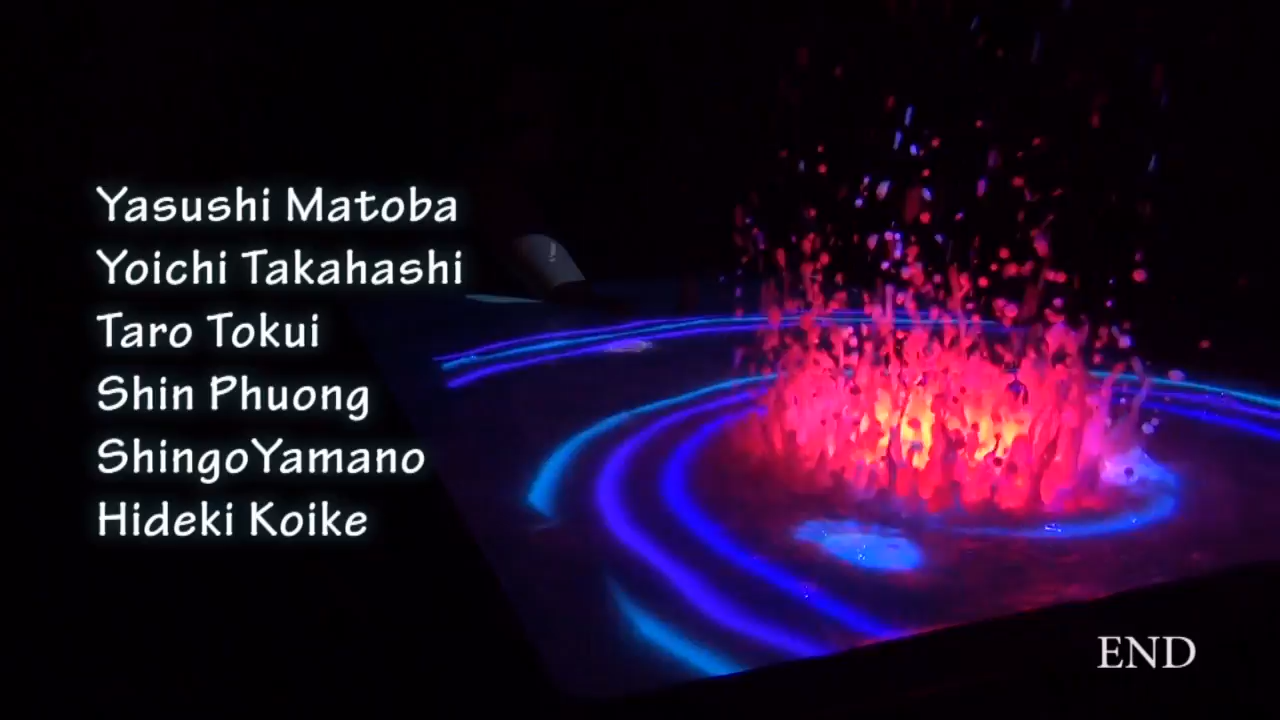 Yasushi Matoba
Yoichi Takahashi
Taro Tokui
Shin Phuong
ShingoYamano
Hideki Koike
END